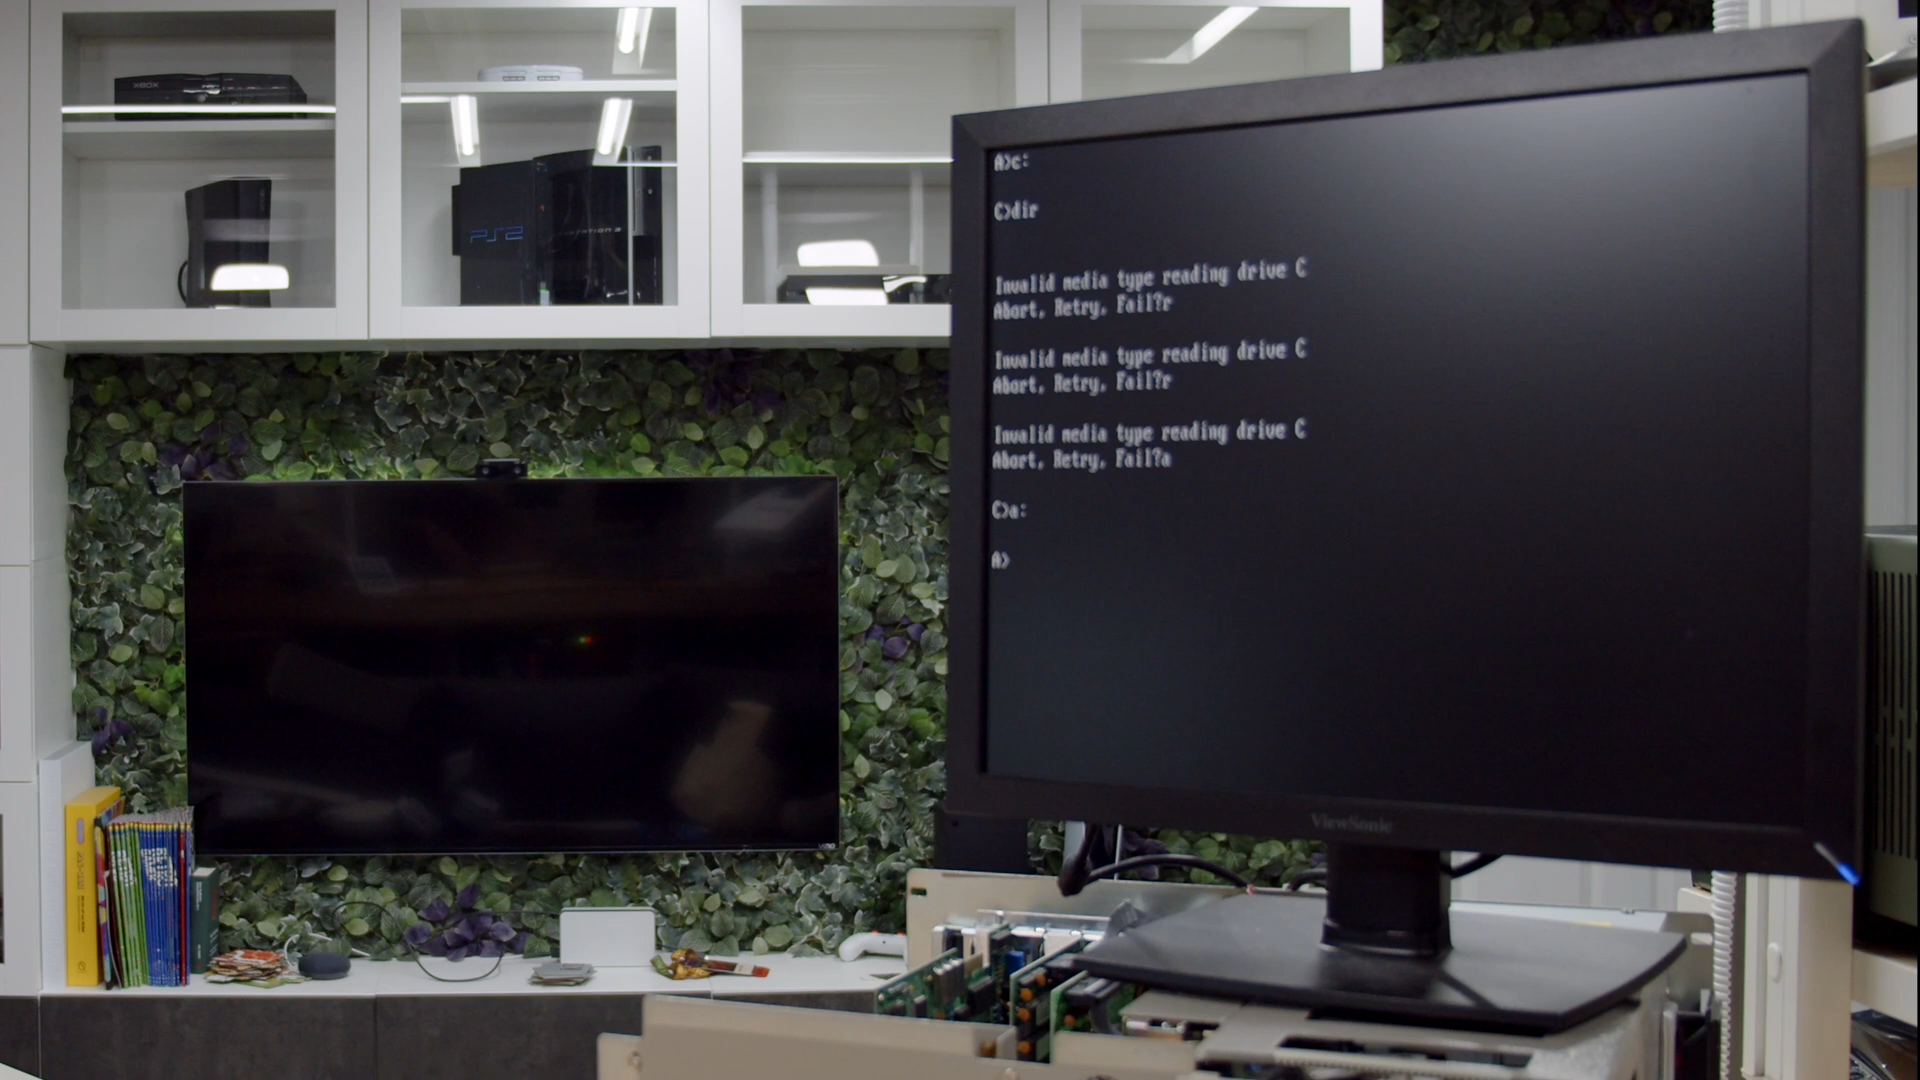 XBOX
PS2
A>c:
C>dir
Invalid media type reading drive C
Abort, Retry, Fail?r
Invalid media type reading drive C
Abort, Retry, Fail?r
Invalid media type reading drive C
Abort, Retry, Fail?a
C>a:
A>
ViewSonic
VIZIO